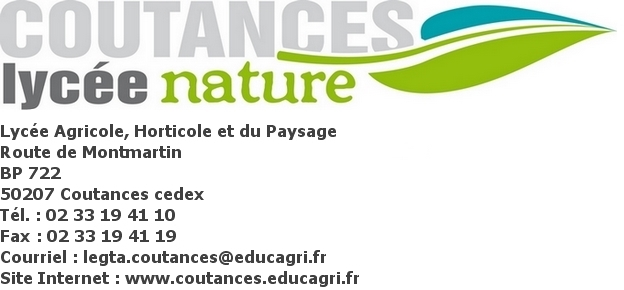 COUTANCES
lycée nature
Lycée Agricole, Horticole et du Paysage
Route de Montmartin
BP 722
50207 Coutances cedex
Tél. : 02 33 19 41 10
Fax : 02 33 19 41 19
Courriel : legta.coutances@educagri.fr
Site Internet : www.coutances.educagri.fr